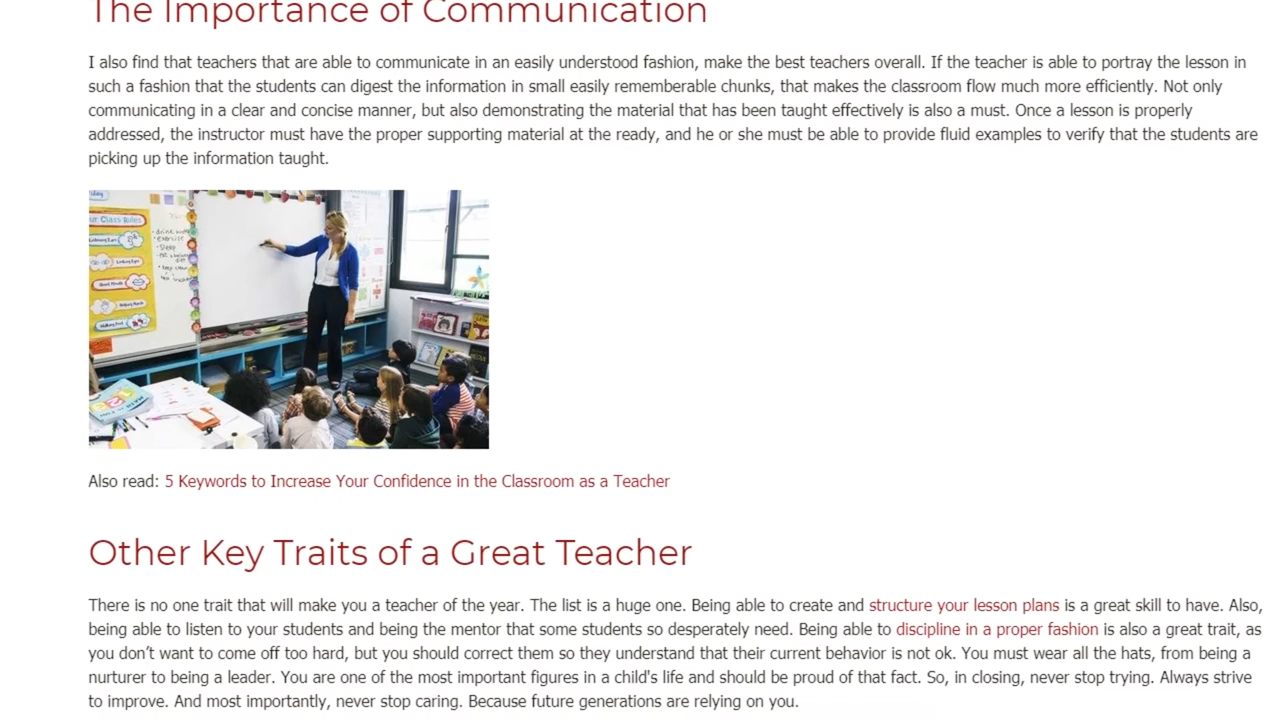 The Importance of Communication
I also find that teachers that are able to communicate in an easily understood fashion, make the best teachers overall. If the teacher is able to portray the lesson in
such a fashion that the students can digest the information in small easily rememberable chunks, that makes the classroom flow much more efficiently. Not only
communicating in a clear and concise manner, but also demonstrating the material that has been taught effectively is also a must. Once a lesson is properly
addressed, the instructor must have the proper supporting material at the ready, and he or she must be able to provide fluid examples to verify that the students are
picking up the information taught.
Class Rules
Also read: 5 Keywords to Increase Your Confidence in the Classroom as a Teacher
Other Key Traits of a Great Teacher
There is no one trait that will make you a teacher of the year. The list is a huge one. Being able to create and structure your lesson plans is a great skill to have. Also,
being able to listen to your students and being the mentor that some students so desperately need. Being able to discipline in a proper fashion is also a great trait, as
you don’t want to come off too hard, but you should correct them so they understand that their current behavior is not ok. You must wear all the hats, from being a
nurturer to being a leader. You are one of the most important figures in a child's life and should be proud of that fact. So, in closing, never stop trying. Always strive
to improve. And most importantly, never stop caring. Because future generations are relying on you.